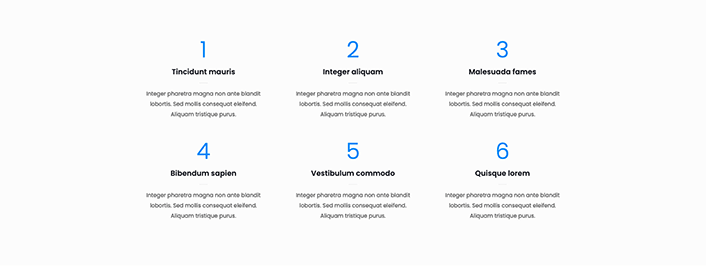 1
Tincidunt mauris
Integer pharetra magna non ante blandit
lobortis. Sed mollis consequat eleifend.
Aliquam tristique purus.
2
Integer aliquam
Integer pharetra magna non ante blandit
lobortis. Sed mollis consequat eleifend.
Aliquam tristique purus.
3
Malesuada fames
Integer pharetra magna non ante blandit
lobortis. Sed mollis consequat eleifend.
Aliquam tristique purus.
4
Bibendum sapien
Integer pharetra magna non ante blandit
lobortis. Sed mollis consequat eleifend.
Aliquam tristique purus.
5
Vestibulum commodo
Integer pharetra magna non ante blandit
lobortis. Sed mollis consequat eleifend.
Aliquam tristique purus.
6
Quisque lorem
Integer pharetra magna non ante blandit
lobortis. Sed mollis consequat eleifend.
Aliquam tristique purus.